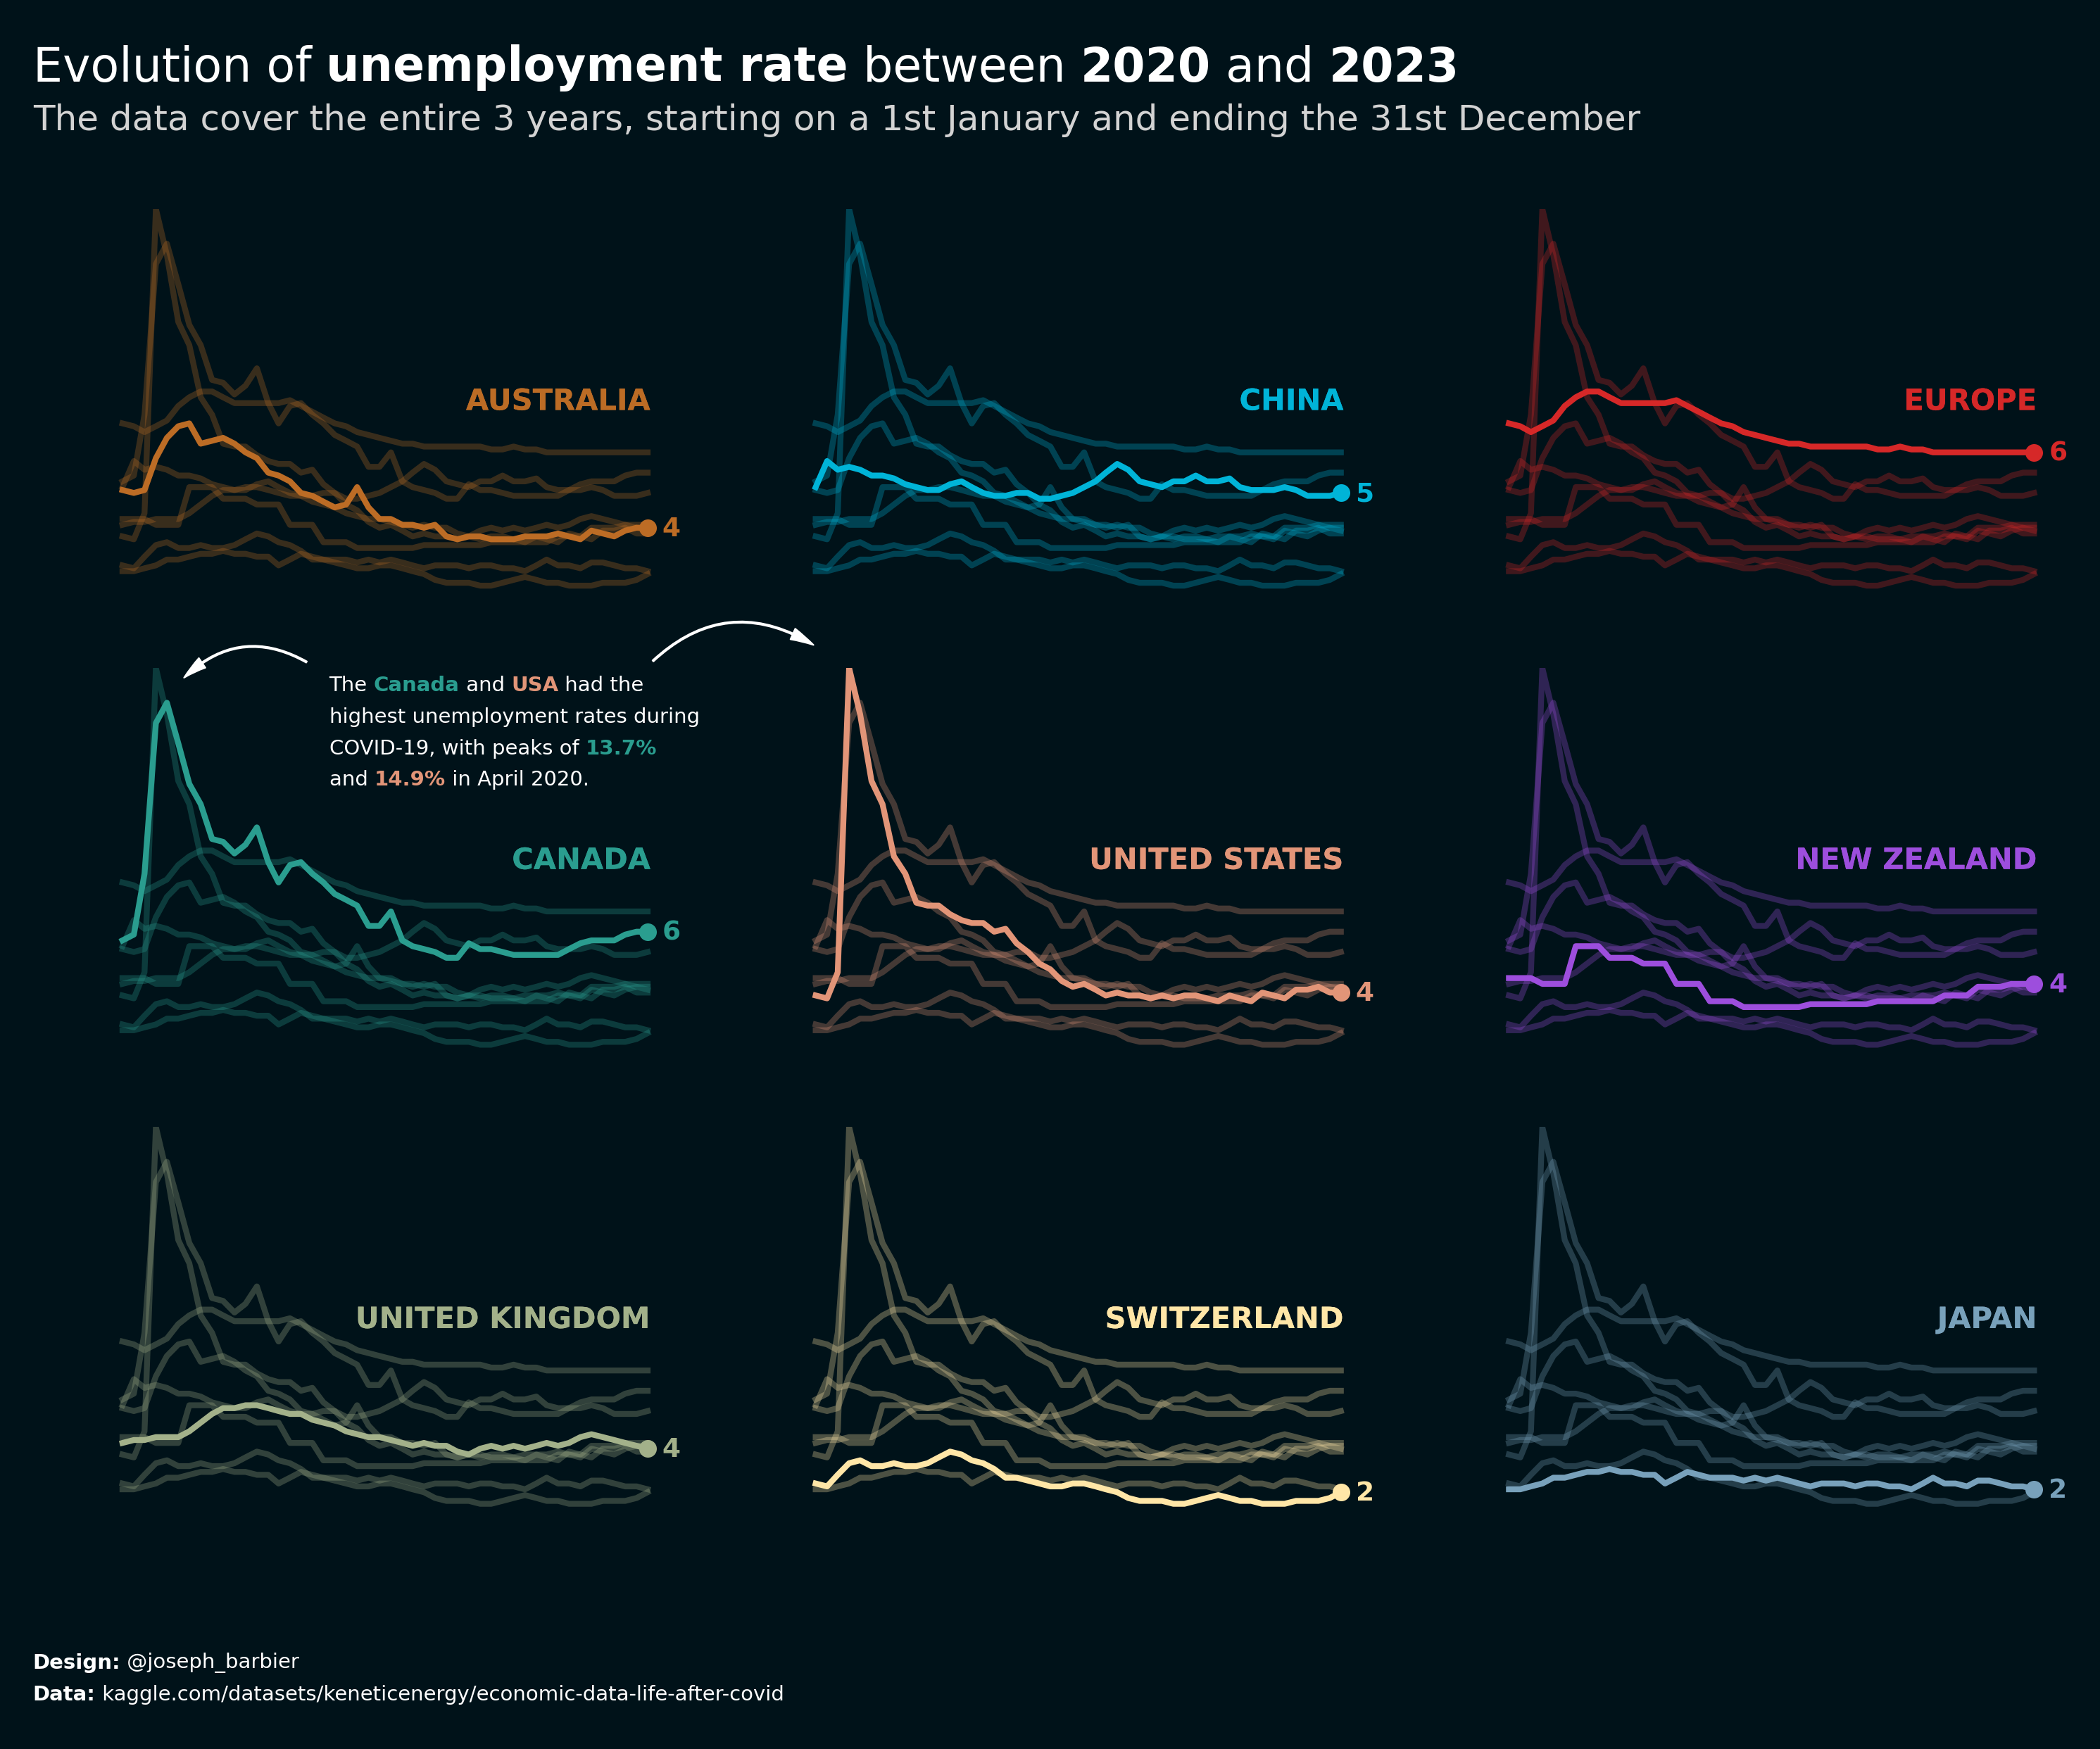 Evolution of unemployment rate between 2020 and 2023
The data cover the entire 3 years, starting on a 1st January and ending the 31st December
AUSTRALIA
4
CHINA
5
EUROPE
6
The Canada and USA had the
highest unemployment rates during
COVID-19, with peaks of 13.7%
and 14.9% in April 2020.
CANADA
6
UNITED STATES
4
NEW ZEALAND
4
UNITED KINGDOM
4
SWITZERLAND
2
JAPAN
2
Design: @joseph_barbier
Data: kaggle.com/datasets/keneticenergy/economic-data-life-after-covid